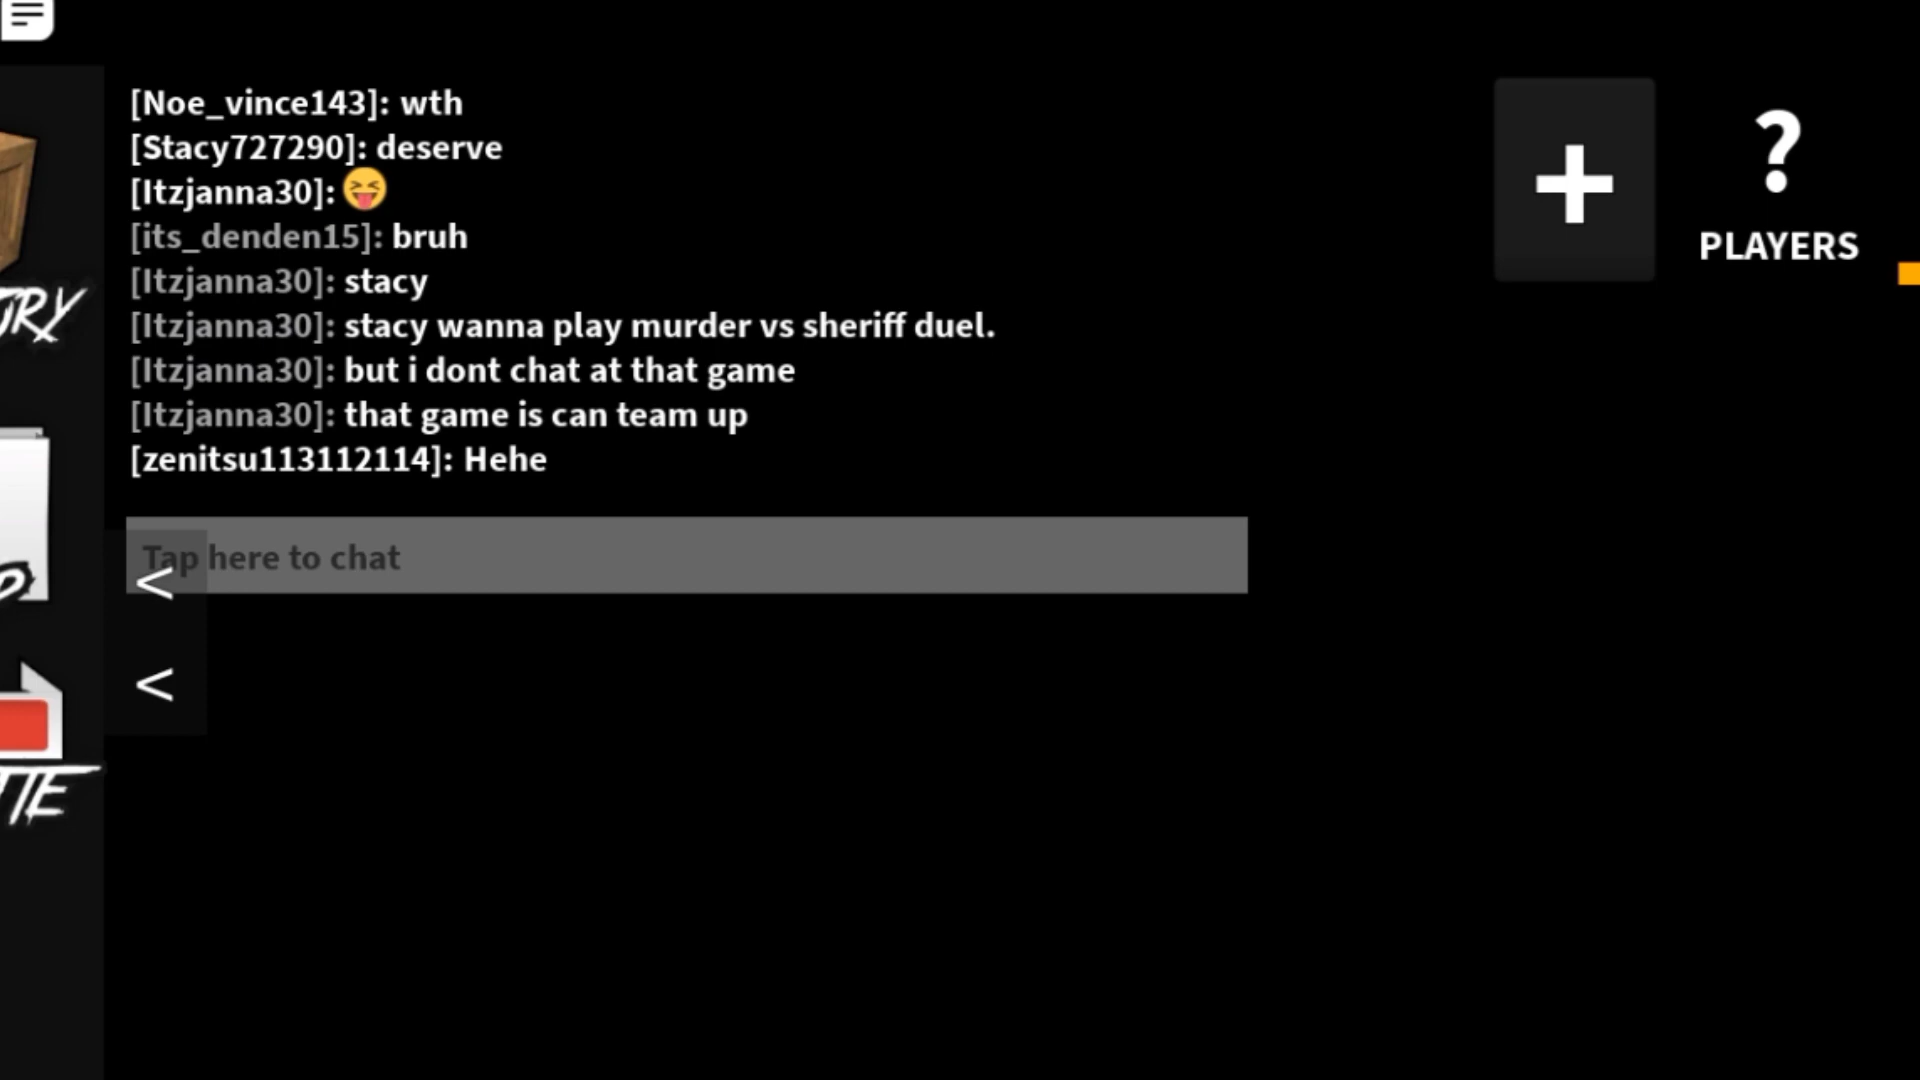 [Noe_vince143]: wth
[Stacy727290]: deserve
[Itzjanna30]: 😝
[its_denden15]: bruh
[Itzjanna30]: stacy
[Itzjanna30]: stacy wanna play murder vs sheriff duel.
[Itzjanna30]: but i dont chat at that game
[Itzjanna30]: that game is can team up
[zenitsu113112114]: Hehe
Tap here to chat
<
<
+
?
PLAYERS
ORY
P
TE